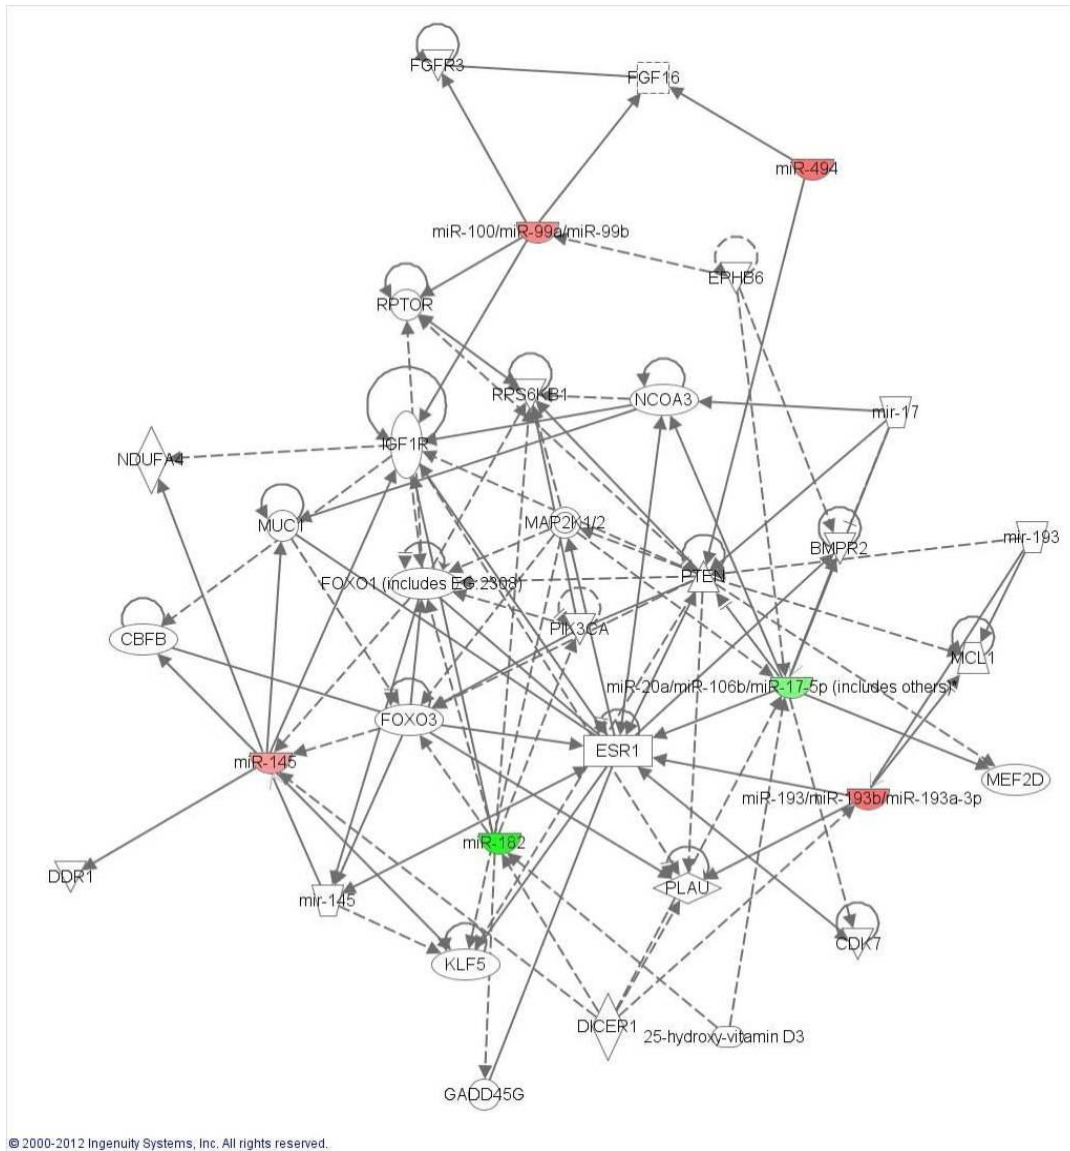 FGFR3
FGF16
miR-494
miR-100/miR-99a/miR-99b
EPHB6
RPTOR
RPS6KB1
NCOA3
mir-17
IGF1R
NDUFA4
MUC1
MAP2K1/2
mir-193
BMPR2
FOXO1 (includes EG:2308)
PTEN
PIK3CA
CBFB
MCL1
miR-20a/miR-106b/miR-17-5p (includes others)
FOXO3
ESR1
miR-145
MEF2D
miR-193/miR-193b/miR-193a-3p
miR-182
DDR1
PLAU
mir-145
CDK7
KLF5
DICER1
25-hydroxy-vitamin D3
GADD45G
© 2000-2012 Ingenuity Systems, Inc. All rights reserved.